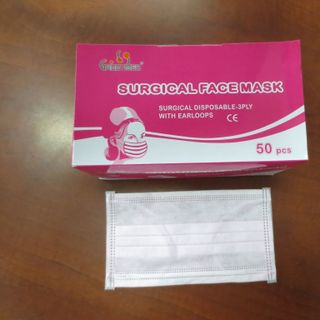 SURGICAL FACE MASK
SURGICAL DISPOSABLE-3PLY
WITH EARLOOPS CE
50 pcs